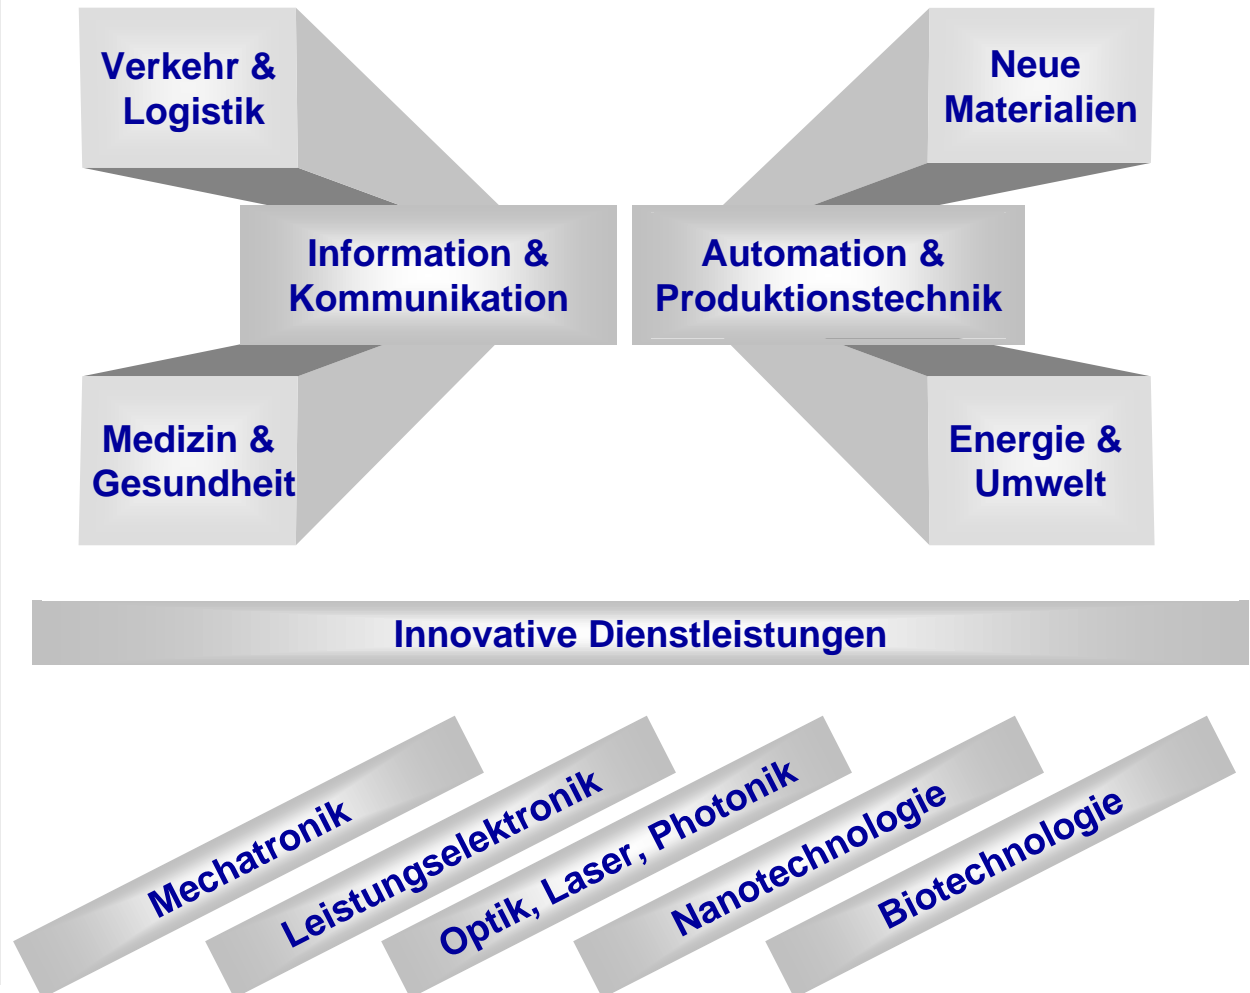 Verkehr &
Logistik
Neue
Materialien
Information &
Kommunikation
Automation &
Produktionstechnik
Medizin &
Gesundheit
Energie &
Umwelt
Innovative Dienstleistungen
Mechatronik
Leistungselektronik
Optik, Laser, Photonik
Nanotechnologie
Biotechnologie